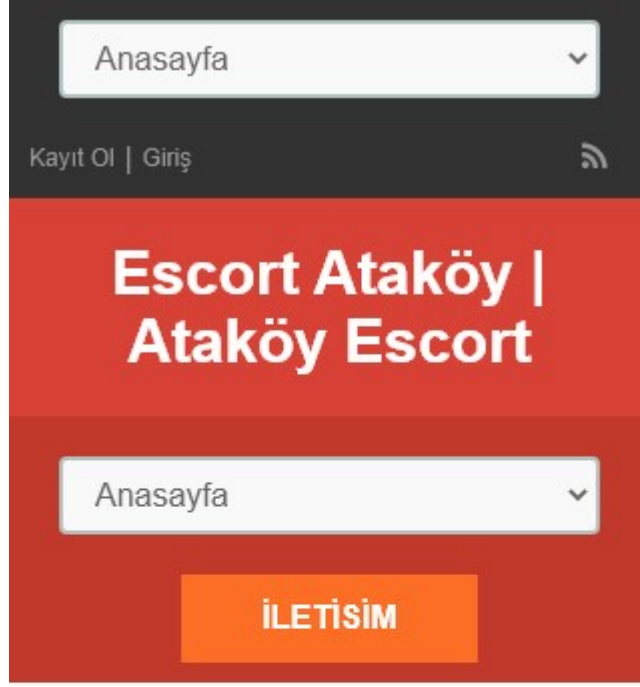 Anasayfa
Kayıt Ol | Giriş
Escort Ataköy |
Ataköy Escort
Anasayfa
İLETİSİM